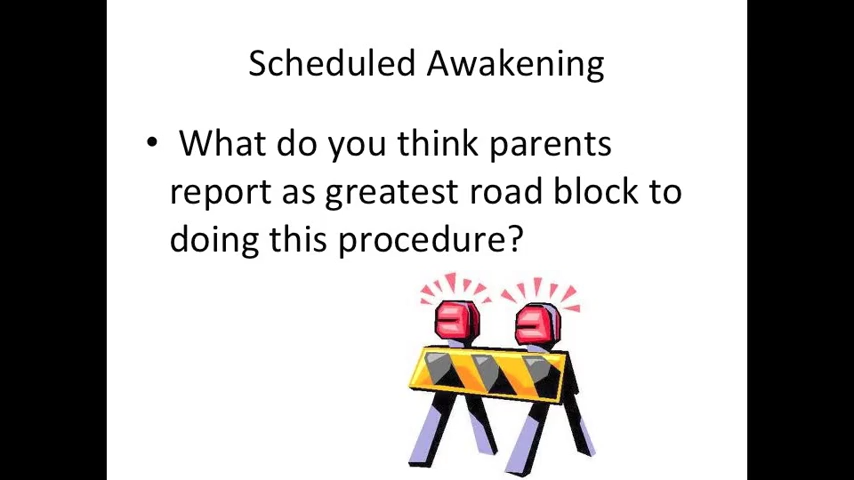 Scheduled Awakening
• What do you think parents
report as greatest road block to
doing this procedure?